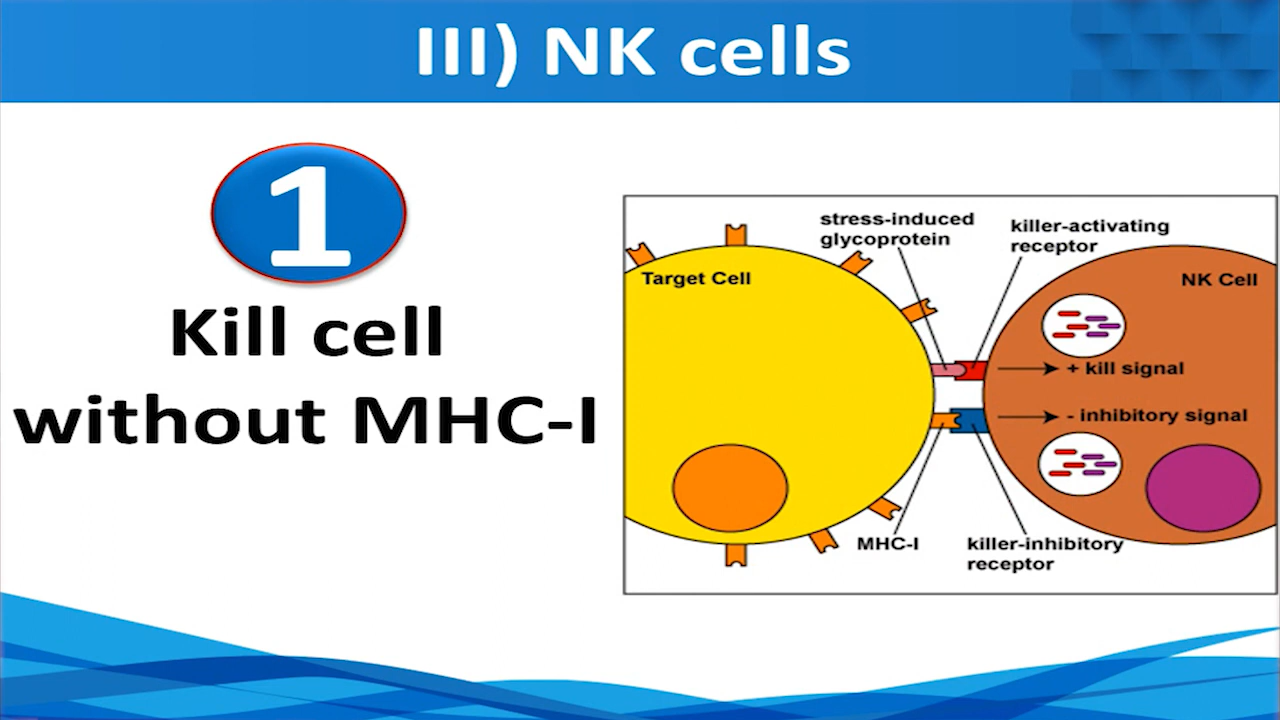 III) NK cells
1
Kill cell
without MHC-I
stress-induced
glycoprotein
killer-activating
receptor
Target Cell
NK Cell
+ kill signal
- inhibitory signal
MHC-I
killer-inhibitory
receptor